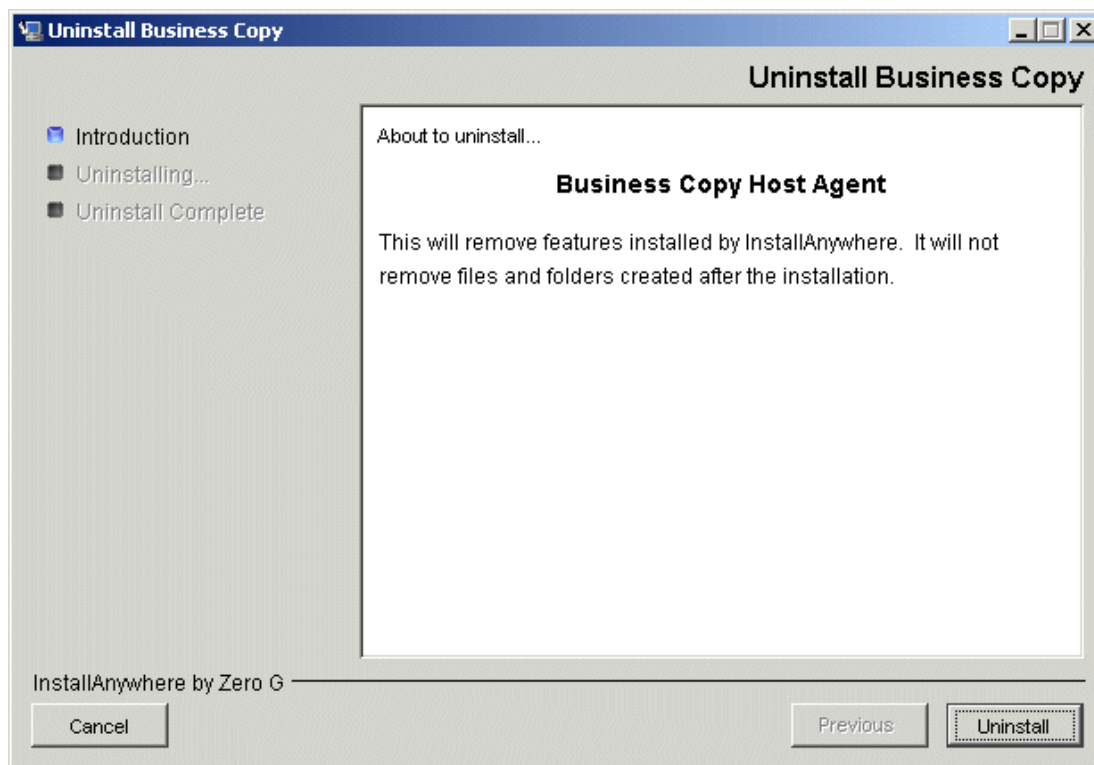 Uninstall Business Copy
Uninstall Business Copy
Introduction
Uninstalling...
Uninstall Complete
About to uninstall...
Business Copy Host Agent
This will remove features installed by InstallAnywhere. It will not
remove files and folders created after the installation.
InstallAnywhere by Zero G
Cancel
Previous
Uninstall